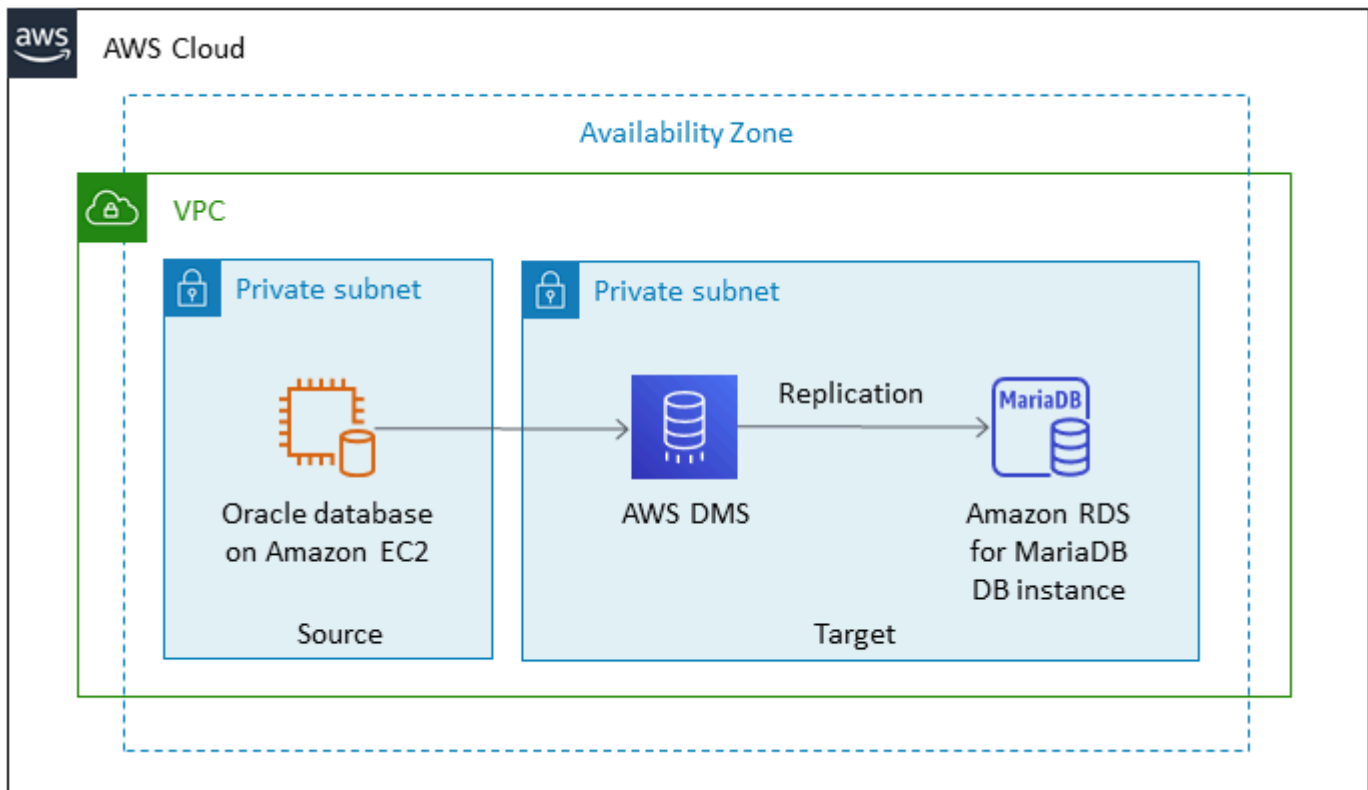 aws
AWS Cloud
Availability Zone
VPC
Private subnet
Private subnet
Replication
MariaDB
Oracle database
on Amazon EC2
AWS DMS
Amazon RDS
for MariaDB
DB instance
Source
Target